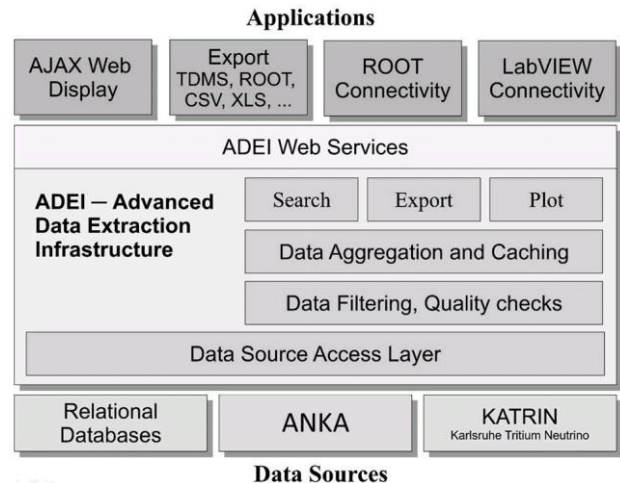 Applications
AJAX Web
Display
Export
TDMS, ROOT,
CSV, XLS, ...
ROOT
Connectivity
LabVIEW
Connectivity
ADEI Web Services
ADEI — Advanced
Data Extraction
Infrastructure
Search
Export
Plot
Data Aggregation and Caching
Data Filtering, Quality checks
Data Source Access Layer
Relational
Databases
ANKA
KATRIN
Karlsruhe Tritium Neutrino
Data Sources